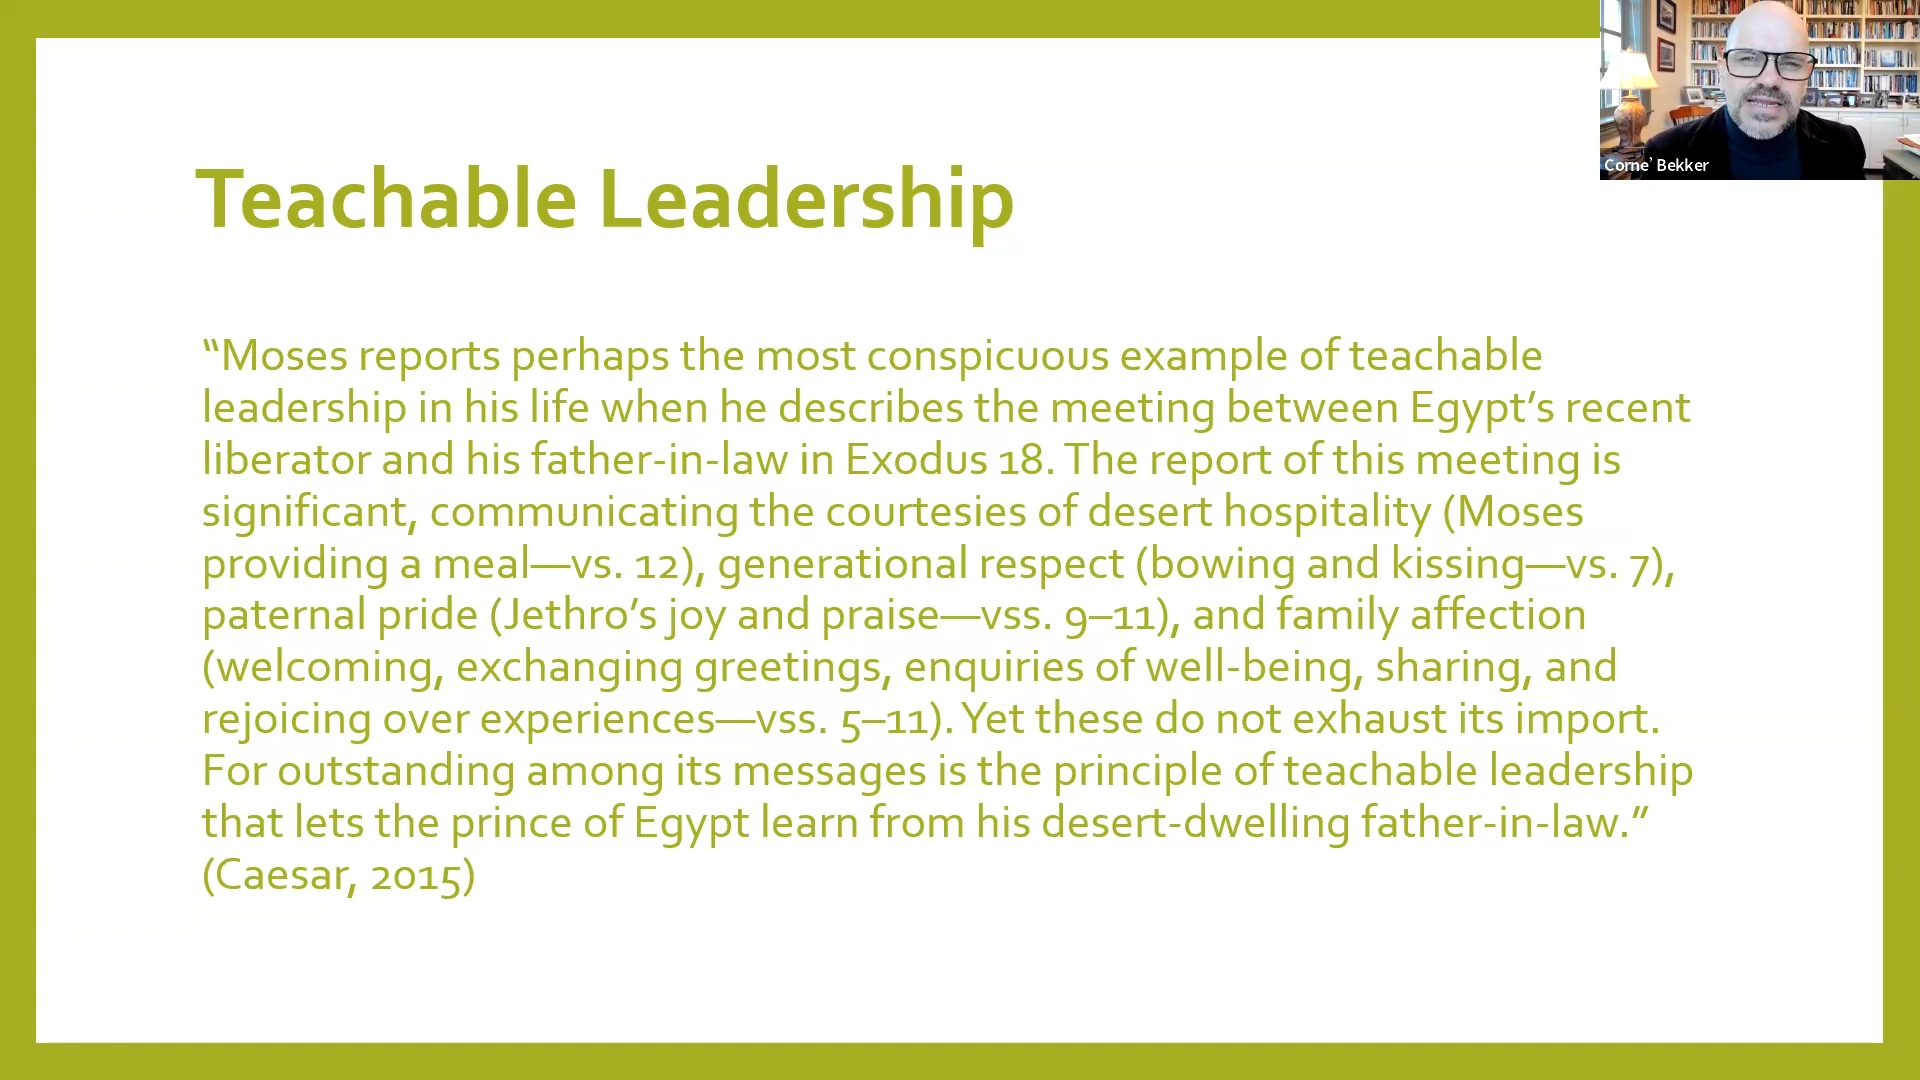 Corne' Bekker
Teachable Leadership
“Moses reports perhaps the most conspicuous example of teachable
leadership in his life when he describes the meeting between Egypt’s recent
liberator and his father-in-law in Exodus 18. The report of this meeting is
significant, communicating the courtesies of desert hospitality (Moses
providing a meal—vs. 12), generational respect (bowing and kissing—vs. 7),
paternal pride (Jethro’s joy and praise—vss. 9–11), and family affection
(welcoming, exchanging greetings, enquiries of well-being, sharing, and
rejoicing over experiences—vss. 5–11). Yet these do not exhaust its import.
For outstanding among its messages is the principle of teachable leadership
that lets the prince of Egypt learn from his desert-dwelling father-in-law.”
(Caesar, 2015)